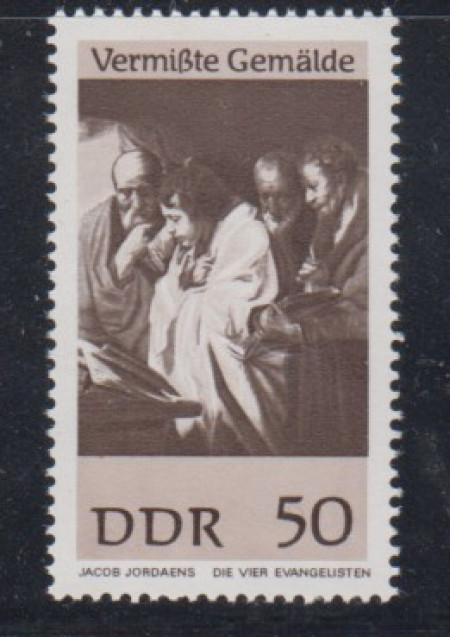 Vermißte Gemälde
DDR 50
JACOB JORDAENS DIE VIER EVANGELISTEN